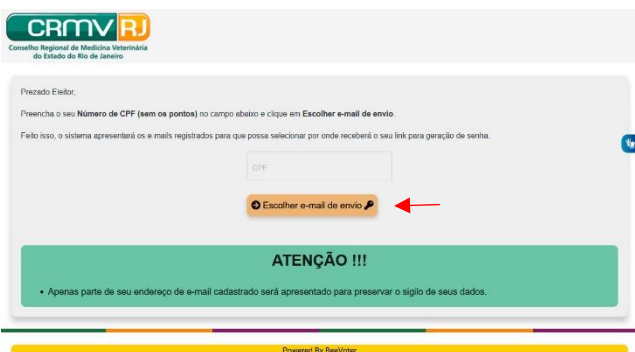 CRMV RJ
Conselho Regional de Medicina Veterinária
do Estado do Rio de Janeiro
Prezado Eleitor,
Preencha o seu Número de CPF (sem os pontos) no campo abaixo e clique em Escolher e-mail de envio.
Feito isso, o sistema apresentará os e-mails registrados para que possa selecionar por onde receberá o seu link para geração de senha.
CPF
Escolher e-mail de envio
ATENÇÃO !!!
• Apenas parte de seu endereço de e-mail cadastrado será apresentado para preservar o sigilo de seus dados.
Powered By BeeVoter